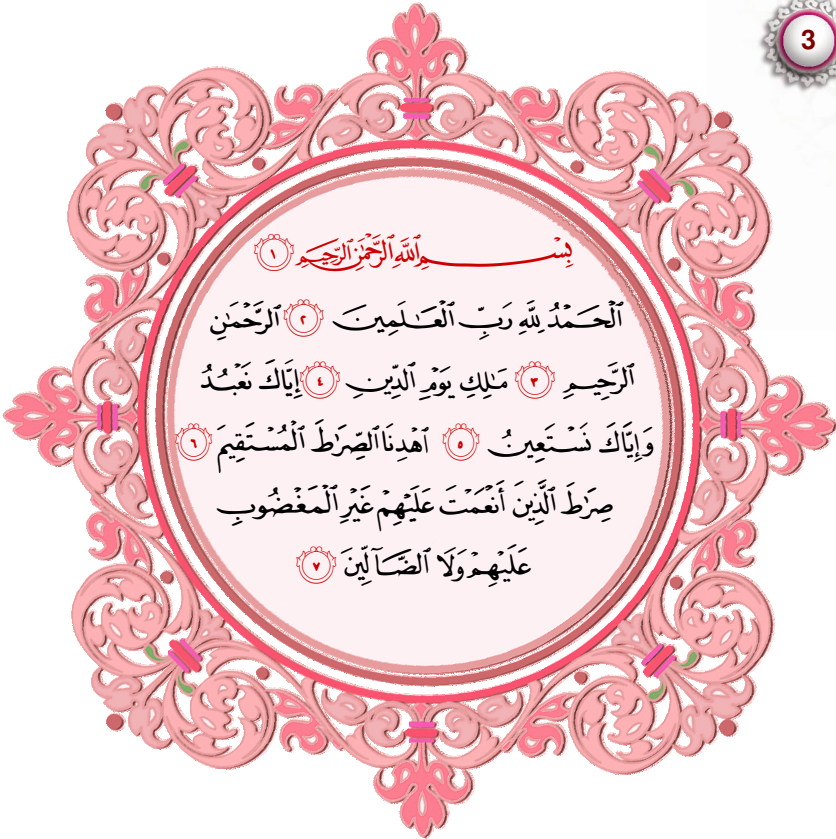 3
بِسۡمِ ٱللَّهِ ٱلرَّحۡمَٰنِ ٱلرَّحِيمِ ١
ٱلۡحَمۡدُ لِلَّهِ رَبِّ ٱلۡعَٰلَمِينَ ٢ ٱلرَّحۡمَٰنِ
ٱلرَّحِيمِ ٣ مَٰلِكِ يَوۡمِ ٱلدِّينِ ٤ إِيَّاكَ نَعۡبُدُ
وَإِيَّاكَ نَسۡتَعِينُ ٥ ٱهۡدِنَا ٱلصِّرَٰطَ ٱلۡمُسۡتَقِيمَ ٦
صِرَٰطَ ٱلَّذِينَ أَنۡعَمۡتَ عَلَيۡهِمۡ غَيۡرِ ٱلۡمَغۡضُوبِ
عَلَيۡهِمۡ وَلَا ٱلضَّآلِّينَ ٧